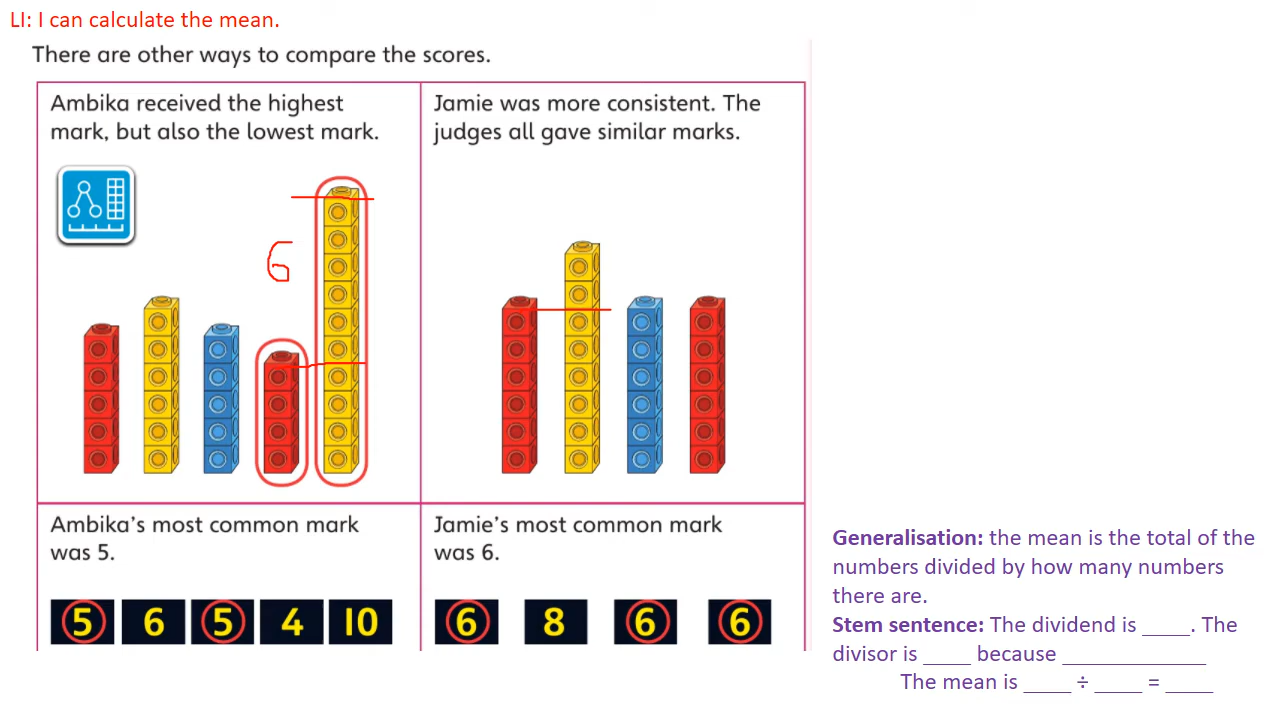 LI: I can calculate the mean.
There are other ways to compare the scores.
Ambika received the highest
mark, but also the lowest mark.
Jamie was more consistent. The
judges all gave similar marks.
6
Ambika's most common mark
was 5.
5 6 5 4 10
Jamie's most common mark
was 6.
6 8 6 6
Generalisation: the mean is the total of the
numbers divided by how many numbers
there are.
Stem sentence: The dividend is ____. The
divisor is ____ because ____________
The mean is ____ ÷ ____ = ____